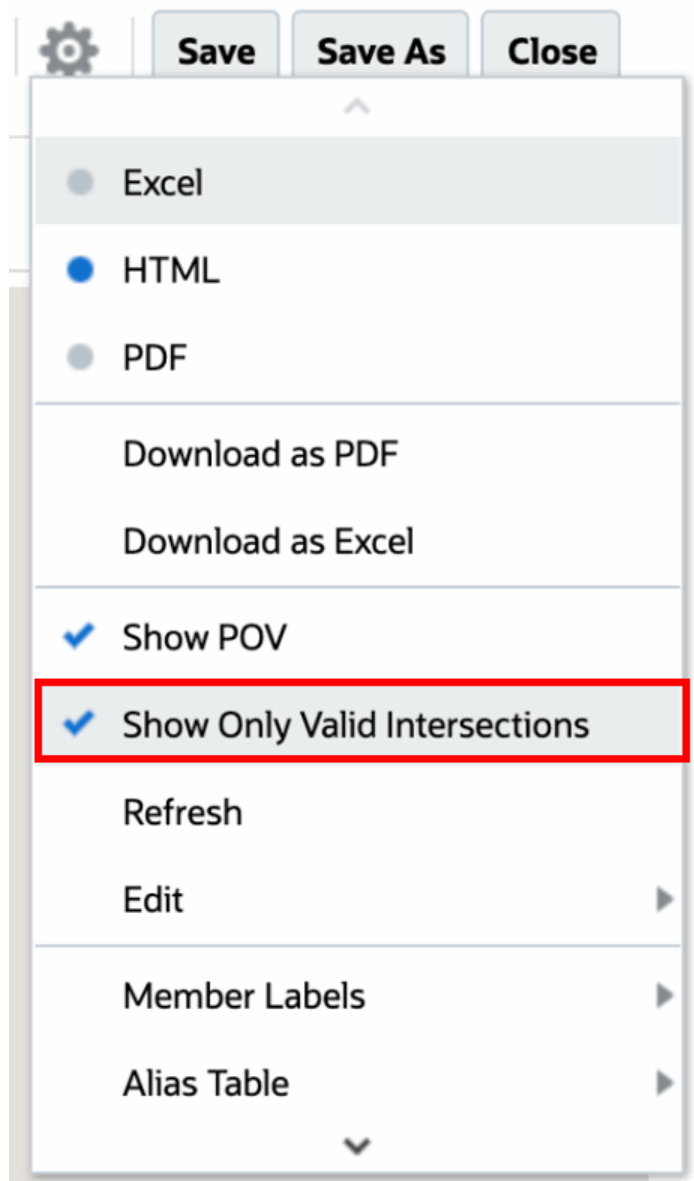 Save Save As Close
Excel
HTML
PDF
Download as PDF
Download as Excel
Show POV
Show Only Valid Intersections
Refresh
Edit
Member Labels
Alias Table